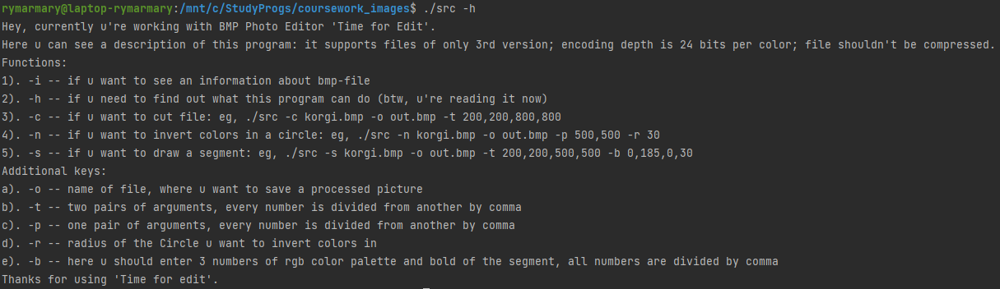 rymarmary@laptop-rymarmary:/mnt/c/StudyProgs/coursework_images$ ./src -h
Hey, currently u're working with BMP Photo Editor 'Time for Edit'.
Here u can see a description of this program: it supports files of only 3rd version; encoding depth is 24 bits per color; file shouldn't be compressed.
Functions:
1). -i -- if u want to see an information about bmp-file
2). -h -- if u need to find out what this program can do (btw, u're reading it now)
3). -c -- if u want to cut file: eg, ./src -c korgi.bmp -o out.bmp -t 200,200,800,800
4). -n -- if u want to invert colors in a circle: eg, ./src -n korgi.bmp -o out.bmp -p 500,500 -r 30
5). -s -- if u want to draw a segment: eg, ./src -s korgi.bmp -o out.bmp -t 200,200,500,500 -b 0,185,0,30
Additional keys:
a). -o -- name of file, where u want to save a processed picture
b). -t -- two pairs of arguments, every number is divided from another by comma
c). -p -- one pair of arguments, every number is divided from another by comma
d). -r -- radius of the Circle u want to invert colors in
e). -b -- here u should enter 3 numbers of rgb color palette and bold of the segment, all numbers are divided by comma
Thanks for using 'Time for edit'.